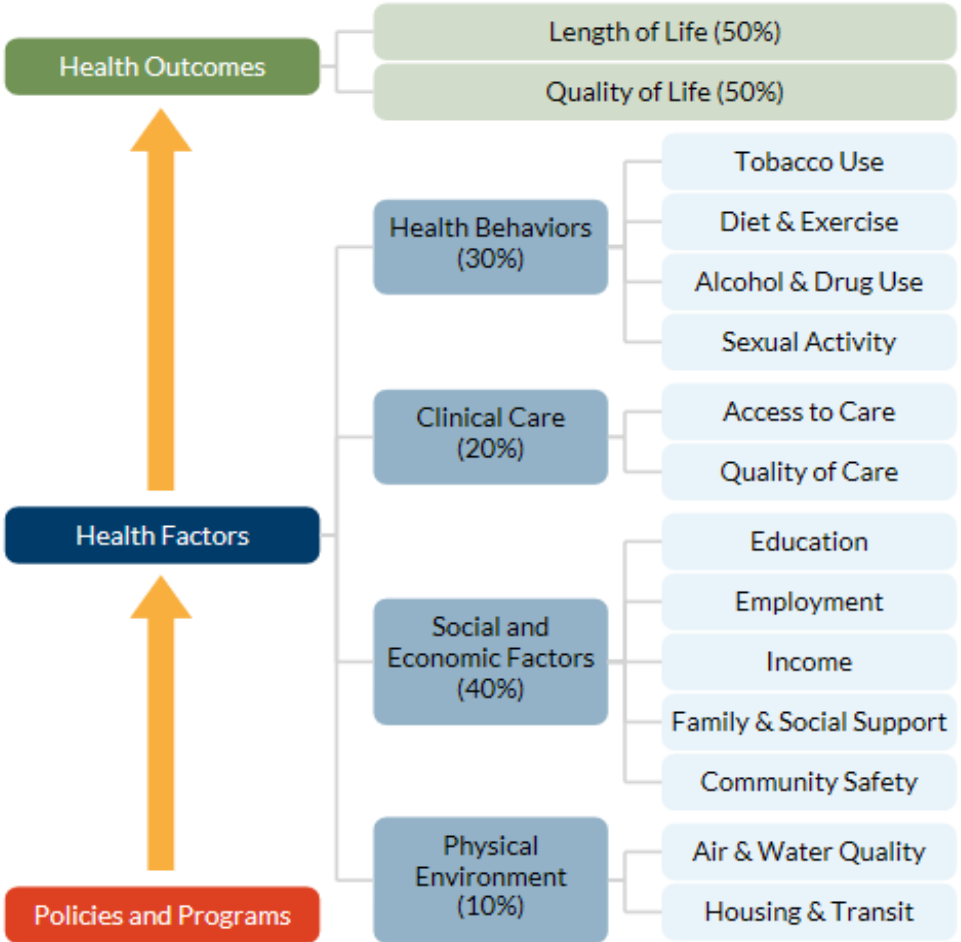 Health Outcomes
Length of Life (50%)
Quality of Life (50%)
Health Factors
Health Behaviors
(30%)
Tobacco Use
Diet & Exercise
Alcohol & Drug Use
Sexual Activity
Clinical Care
(20%)
Access to Care
Quality of Care
Social and
Economic Factors
(40%)
Education
Employment
Income
Family & Social Support
Community Safety
Physical
Environment
(10%)
Air & Water Quality
Housing & Transit
Policies and Programs